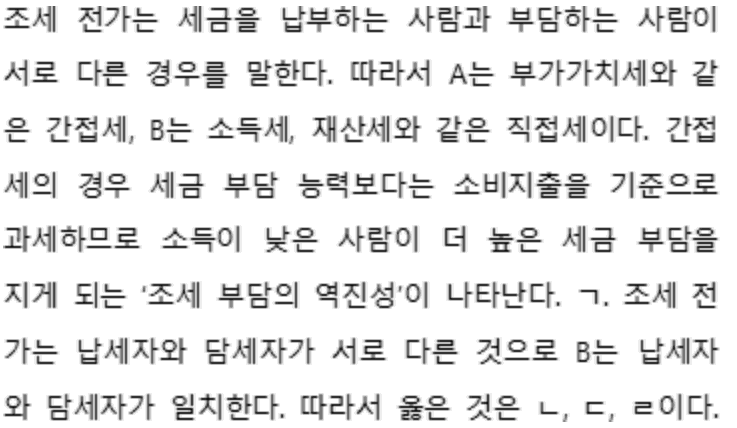 조세 전가는 세금을 납부하는 사람과 부담하는 사람이
서로 다른 경우를 말한다. 따라서 A는 부가가치세와 같
은 간접세, B는 소득세, 재산세와 같은 직접세이다. 간접
세의 경우 세금 부담 능력보다는 소비지출을 기준으로
과세하므로 소득이 낮은 사람이 더 높은 세금 부담을
지게 되는 ‘조세 부담의 역진성’이 나타난다. ㄱ. 조세 전
가는 납세자와 담세자가 서로 다른 것으로 B는 납세자
와 담세자가 일치한다. 따라서 옳은 것은 ㄴ, ㄷ, ㄹ이다.